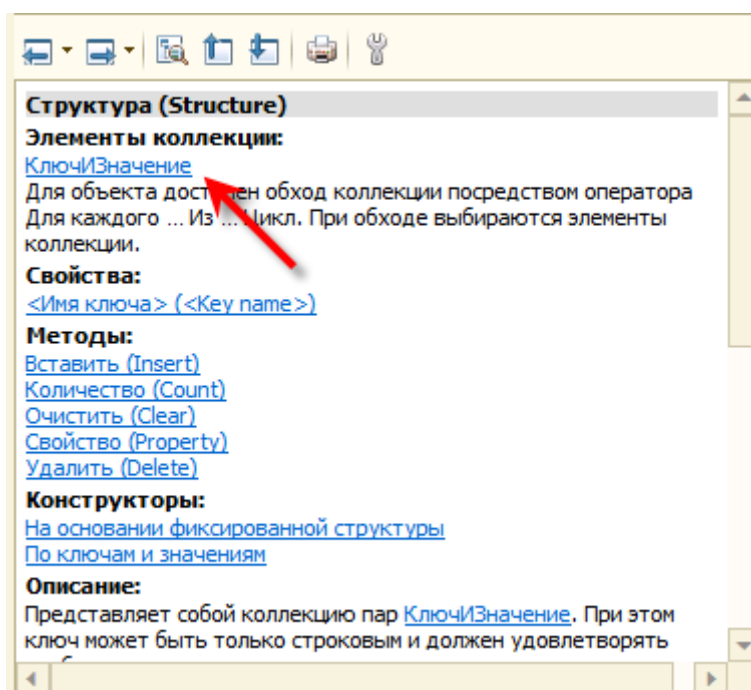 Структура (Structure)
Элементы коллекции:
КлючИЗначение
Для объекта доступен обход коллекции посредством оператора
Для каждого ... Из ... Цикл. При обходе выбираются элементы
коллекции.
Свойства:
<Имя ключа> (<Key name>)
Методы:
Вставить (Insert)
Количество (Count)
Очистить (Clear)
Свойство (Property)
Удалить (Delete)
Конструкторы:
На основании фиксированной структуры
По ключам и значениям
Описание:
Представляет собой коллекцию пар КлючИЗначение. При этом
ключ может быть только строковым и должен удовлетворять